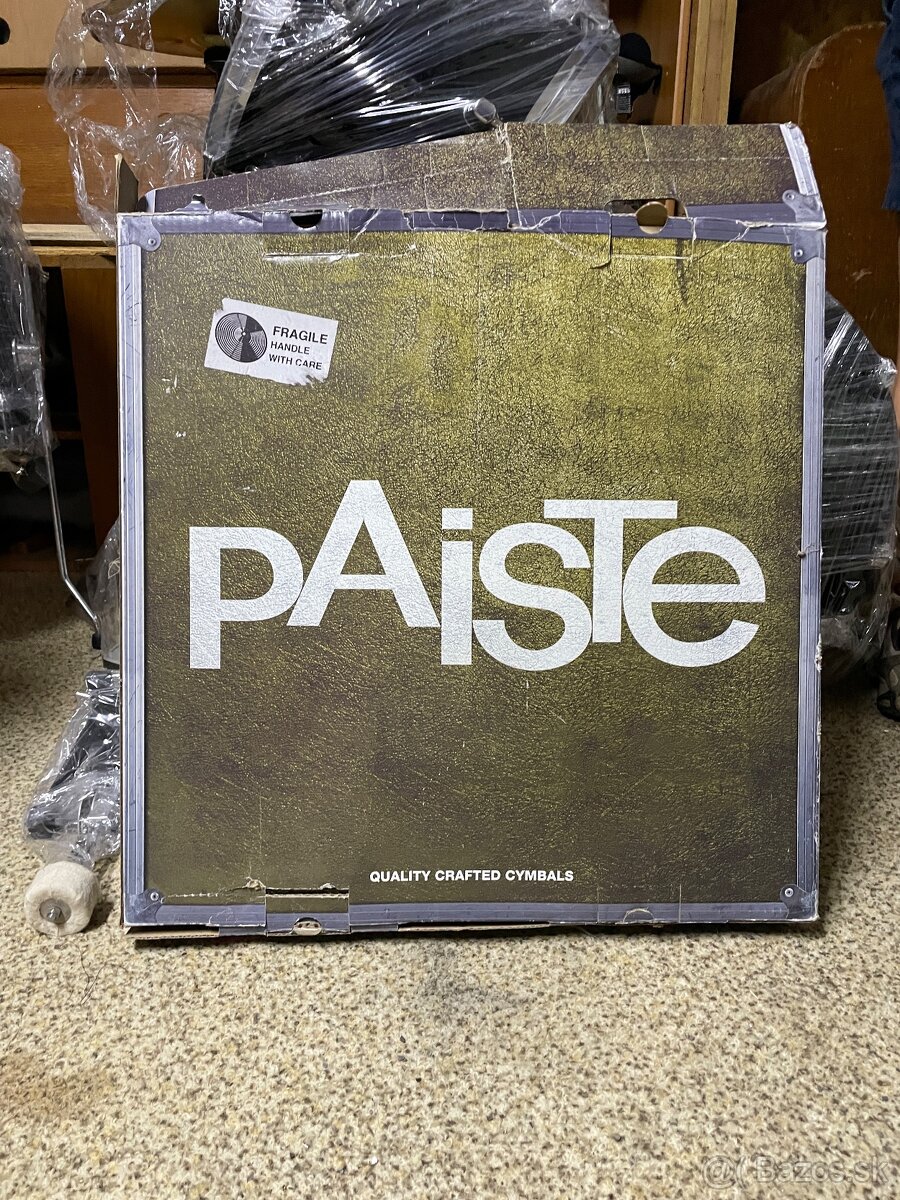 FRAGILE
HANDLE
WITH CARE
PAiSTe
QUALITY CRAFTED CYMBALS
@ Bazos.sk